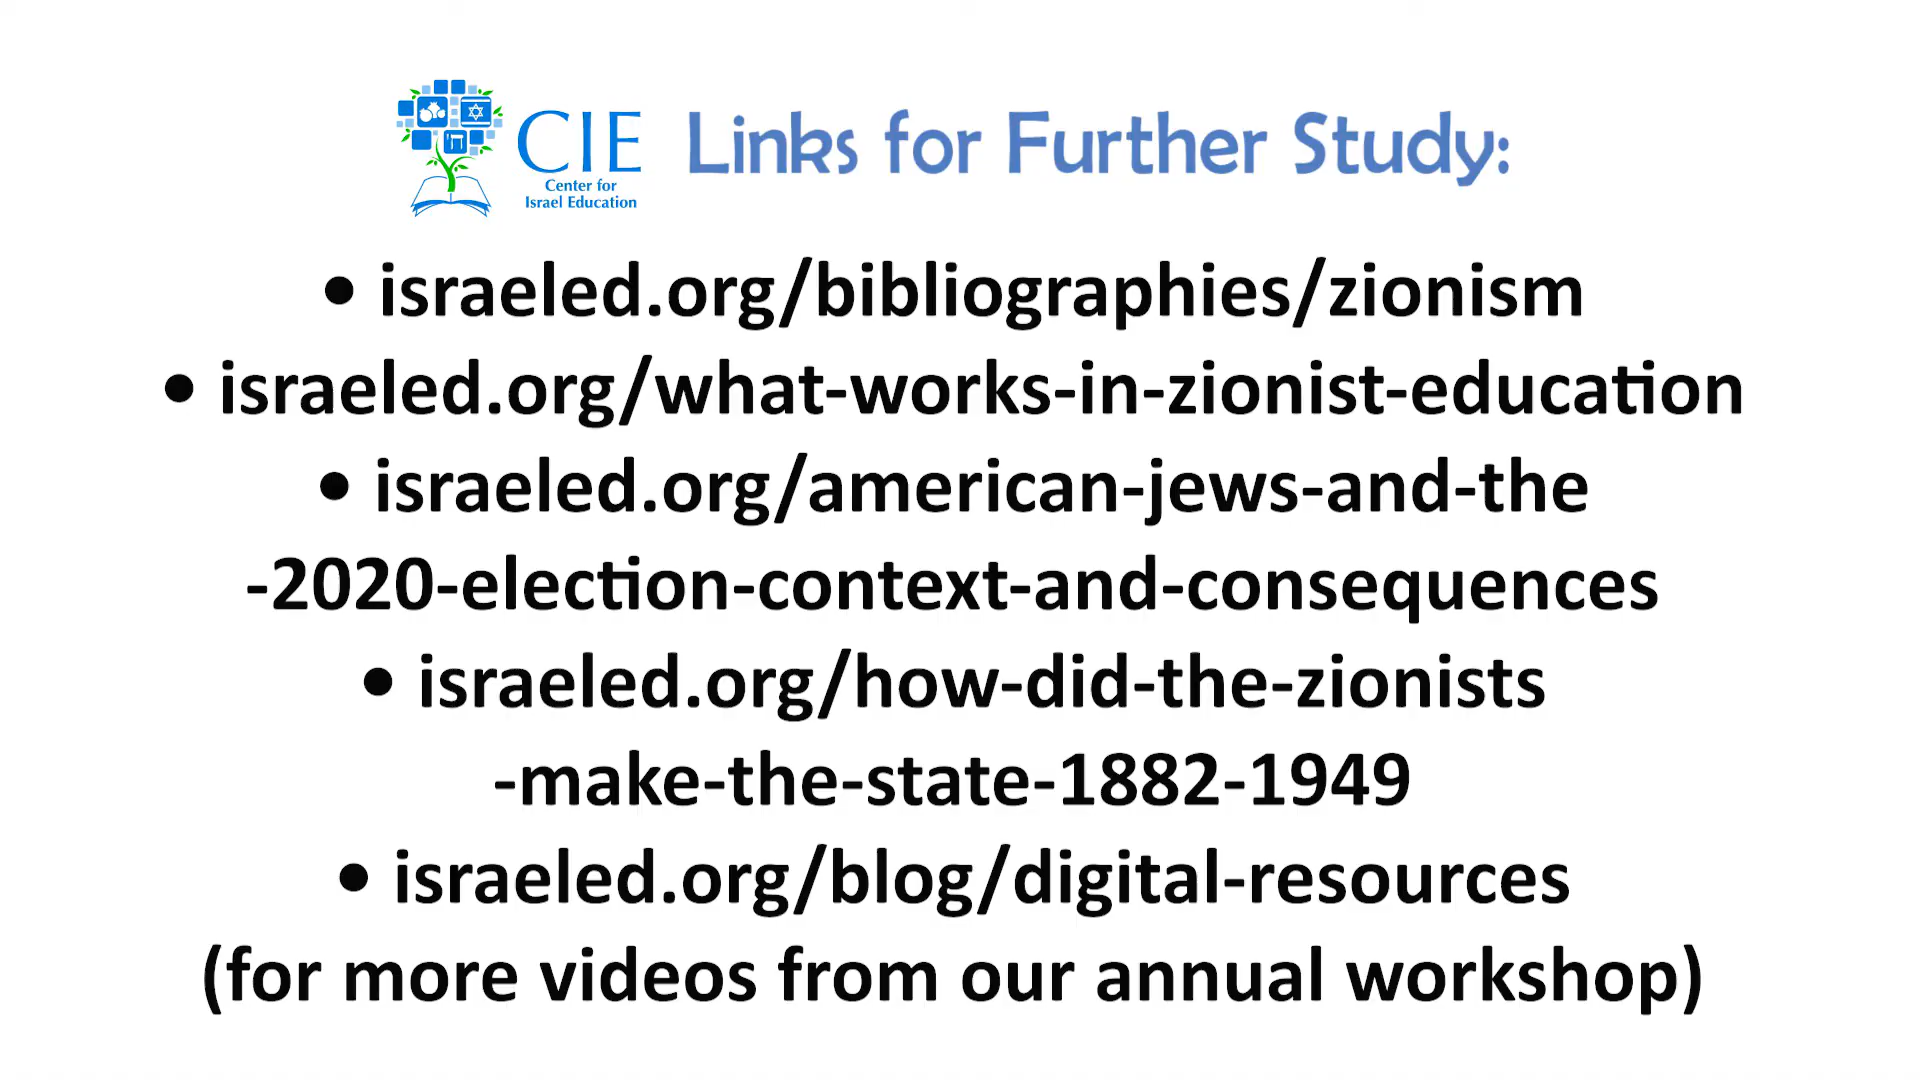 CIE Links for Further Study:
Center for
Israel Education
• israeled.org/bibliographies/zionism
• israeled.org/what-works-in-zionist-education
• israeled.org/american-jews-and-the
-2020-election-context-and-consequences
• israeled.org/how-did-the-zionists
-make-the-state-1882-1949
• israeled.org/blog/digital-resources
(for more videos from our annual workshop)